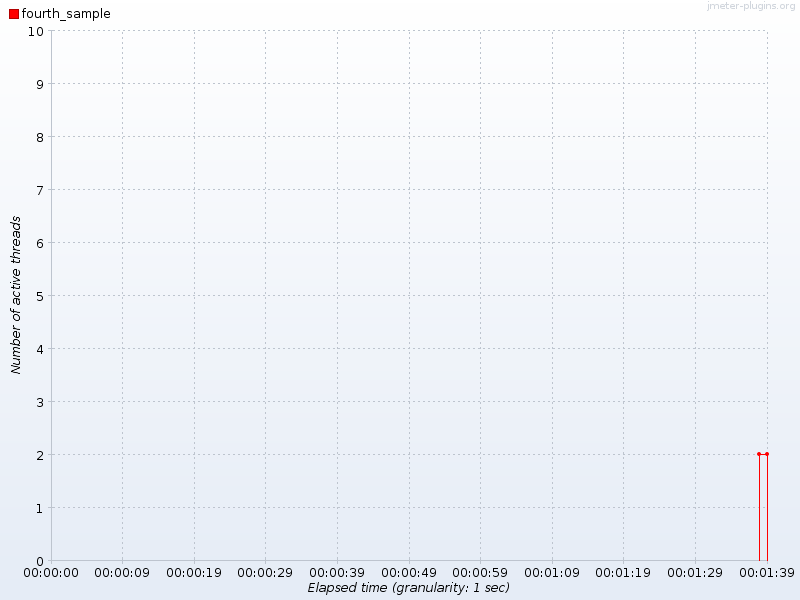 fourth_sample
jmeter-plugins.org
10
9
8
7
6
5
4
3
2
1
0
Number of active threads
00:00:00 00:00:09 00:00:19 00:00:29 00:00:39 00:00:49 00:00:59 00:01:09 00:01:19 00:01:29 00:01:39
Elapsed time (granularity: 1 sec)